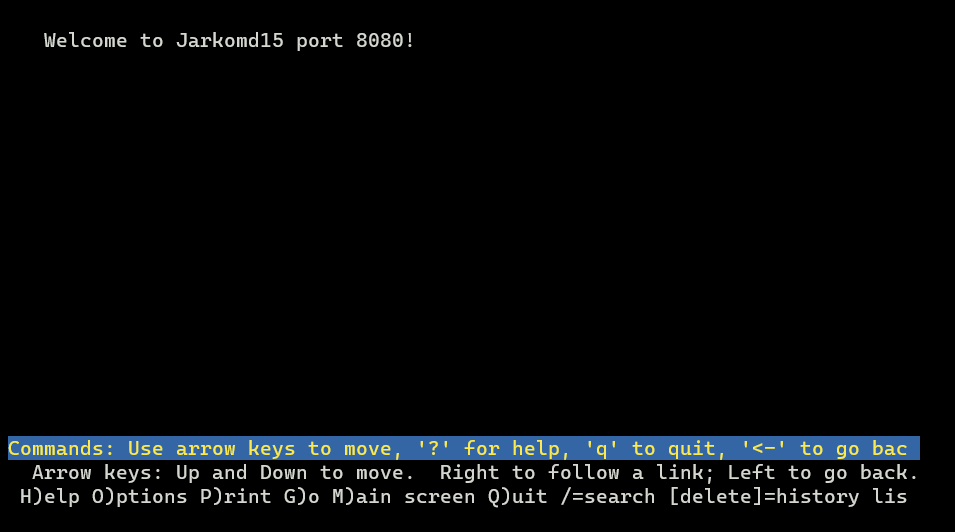 Welcome to Jarkomd15 port 8080!
Commands: Use arrow keys to move, '?' for help, 'q' to quit, '<-' to go bac
Arrow keys: Up and Down to move.  Right to follow a link; Left to go back.
H)elp O)ptions P)rint G)o M)ain screen Q)uit /=search [delete]=history lis